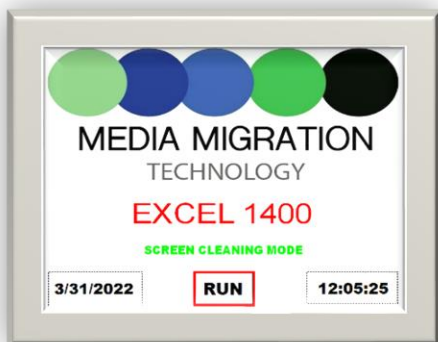 MEDIA MIGRATION
TECHNOLOGY
EXCEL 1400
SCREEN CLEANING MODE
3/31/2022 RUN 12:05:25